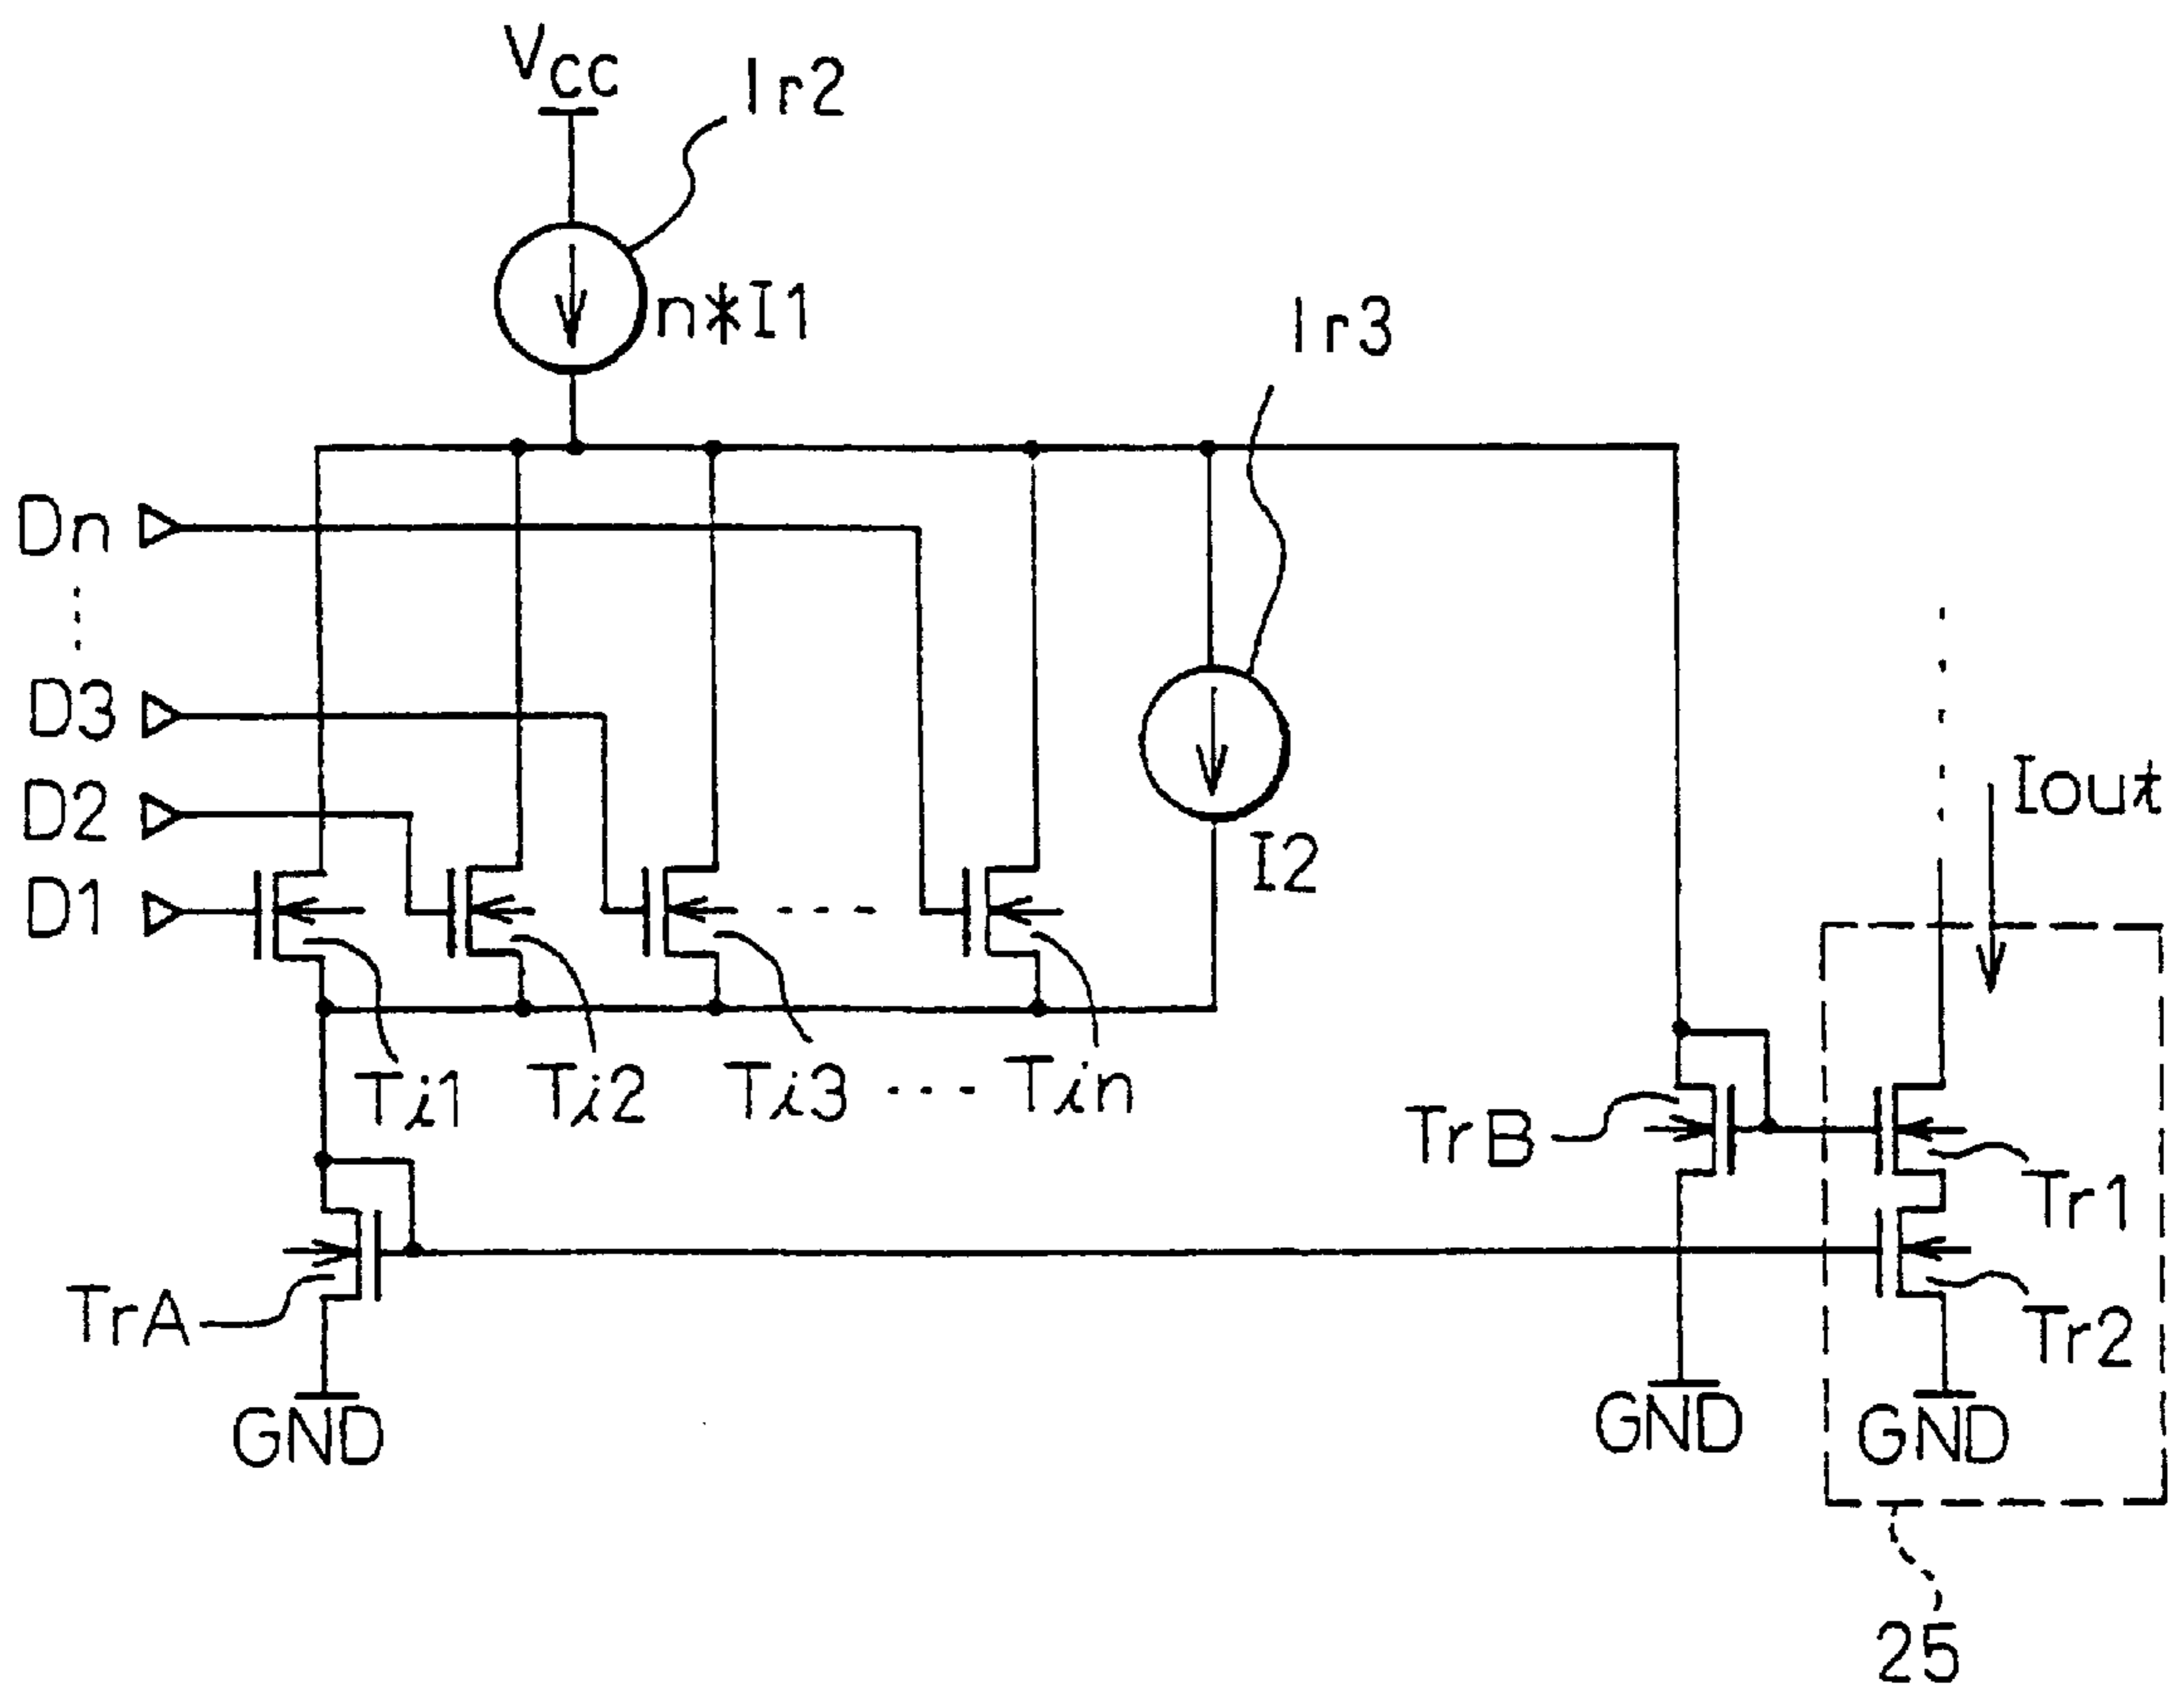 Vcc
Ir2
n*I1
Ir3
Dn
D3
D2
D1
I2
Iout
Ti1
Ti2
Ti3 --- Tin
TrB
Tr1
TrA
Tr2
GND
GND
GND
25